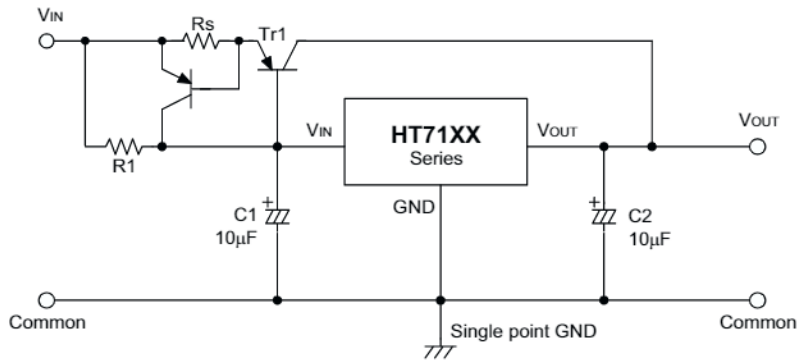 VIN
Rs
Tr1
VIN
HT71XX
Series
VOUT
VOUT
R1
GND
C1
10μF
C2
10μF
Common
Single point GND
Common
+
+